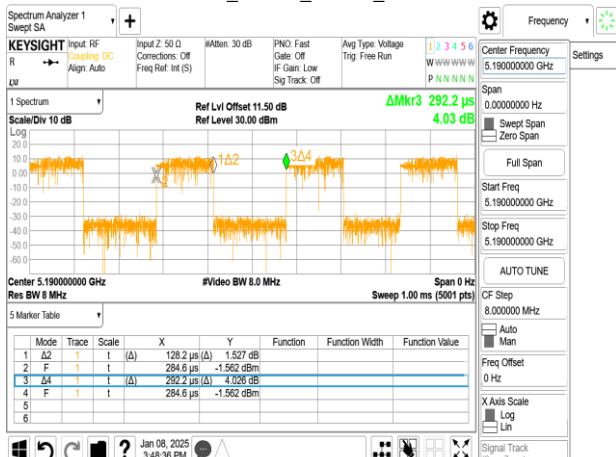 Spectrum Analyzer 1
Swept SA
+
Frequency
KEYSIGHT
R
LXI
Input: RF
Coupling: DC
Align: Auto
Input Z: 50 Ω
Corrections: Off
Freq Ref: Int (S)
#Atten: 30 dB
PNO: Fast
Gate: Off
IF Gain: Low
Sig Track: Off
Avg Type: Voltage
Trig: Free Run
1 2 3 4 5 6
W W W W W W
P N N N N N
Center Frequency
5.190000000 GHz
Settings
Span
0.00000000 Hz
Swept Span
Zero Span
Full Span
Start Freq
5.190000000 GHz
Stop Freq
5.190000000 GHz
AUTO TUNE
CF Step
8.000000 MHz
Auto
Man
Freq Offset
0 Hz
X Axis Scale
Log
Lin
Signal Track
1 Spectrum
Scale/Div 10 dB
Ref Lvl Offset 11.50 dB
Ref Level 30.00 dBm
ΔMkr3 292.2 µs
4.03 dB
Log
20.0
10.0
0.00
-10.0
-20.0
-30.0
-40.0
-50.0
-60.0
1Δ2
3Δ4
Center 5.190000000 GHz
Res BW 8 MHz
#Video BW 8.0 MHz
Span 0 Hz
Sweep 1.00 ms (5001 pts)
5 Marker Table
Mode Trace Scale X Y Function Function Width Function Value
1 Δ2 1 t (Δ) 128.2 µs (Δ) 1.527 dB
2 F 1 t 284.6 µs -1.562 dBm
3 Δ4 1 t (Δ) 292.2 µs (Δ) 4.026 dB
4 F 1 t 284.6 µs -1.562 dBm
5
6
?
Jan 08, 2025
3:48:36 PM